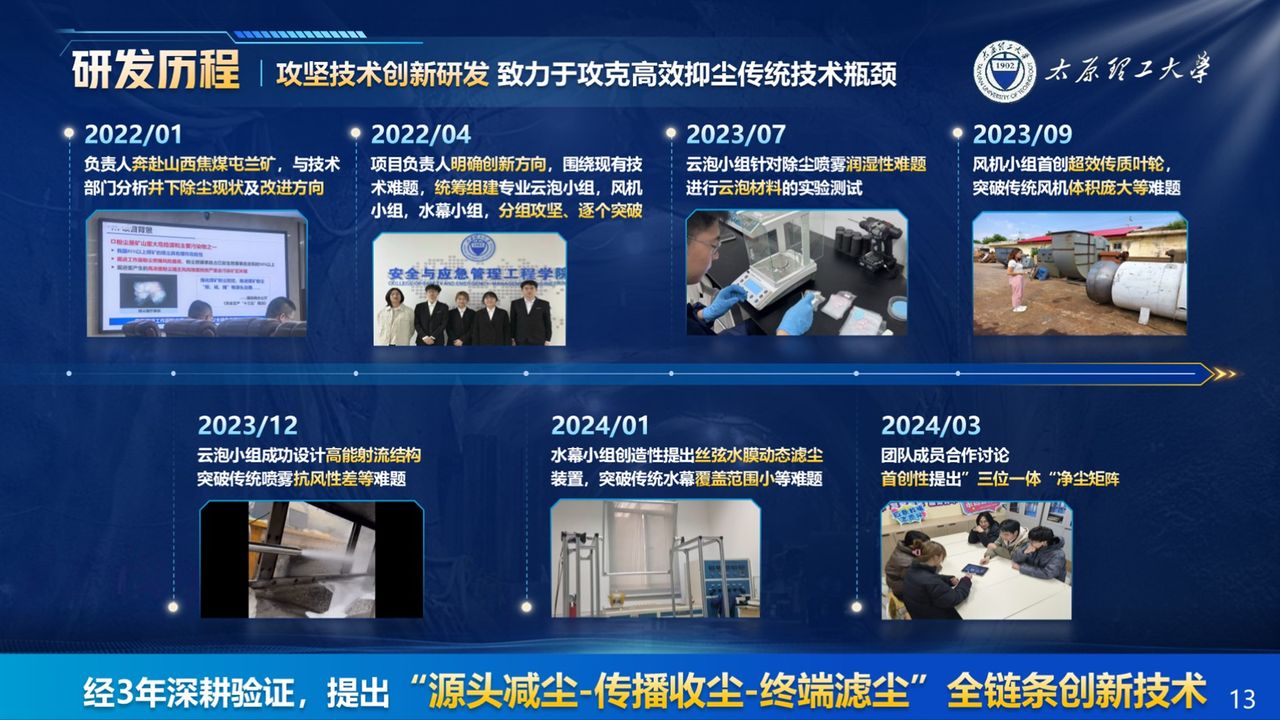 研发历程
攻坚技术创新研发 致力于攻克高效抑尘传统技术瓶颈
1902
太原理工大学
2022/01
负责人奔赴山西焦煤屯兰矿，与技术
部门分析井下除尘现状及改进方向
2022/04
项目负责人明确创新方向，围绕现有技
术难题，统筹组建专业云泡小组，风机
小组，水幕小组，分组攻坚、逐个突破
安全与应急管理工程学院
2023/07
云泡小组针对除尘喷雾润湿性难题
进行云泡材料的实验测试
2023/09
风机小组首创超效传质叶轮，
突破传统风机体积庞大等难题
2023/12
云泡小组成功设计高能射流结构
突破传统喷雾抗风性差等难题
2024/01
水幕小组创造性提出丝弦水膜动态滤尘
装置，突破传统水幕覆盖范围小等难题
2024/03
团队成员合作讨论
首创性提出”三位一体“净尘矩阵
经3年深耕验证，提出“源头减尘-传播收尘-终端滤尘”全链条创新技术
13